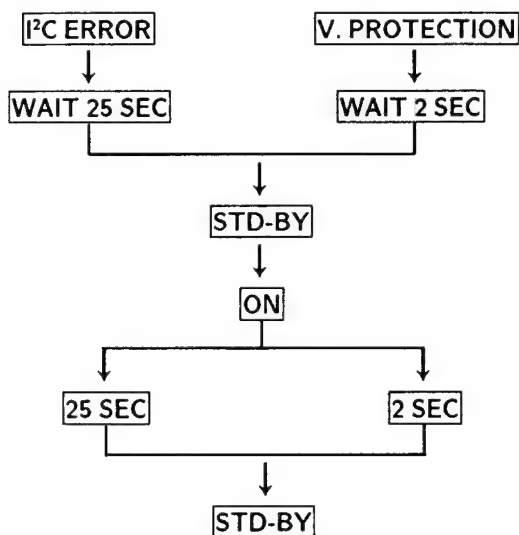 I²C ERROR V. PROTECTION
WAIT 25 SEC WAIT 2 SEC
STD-BY
ON
25 SEC 2 SEC
STD-BY